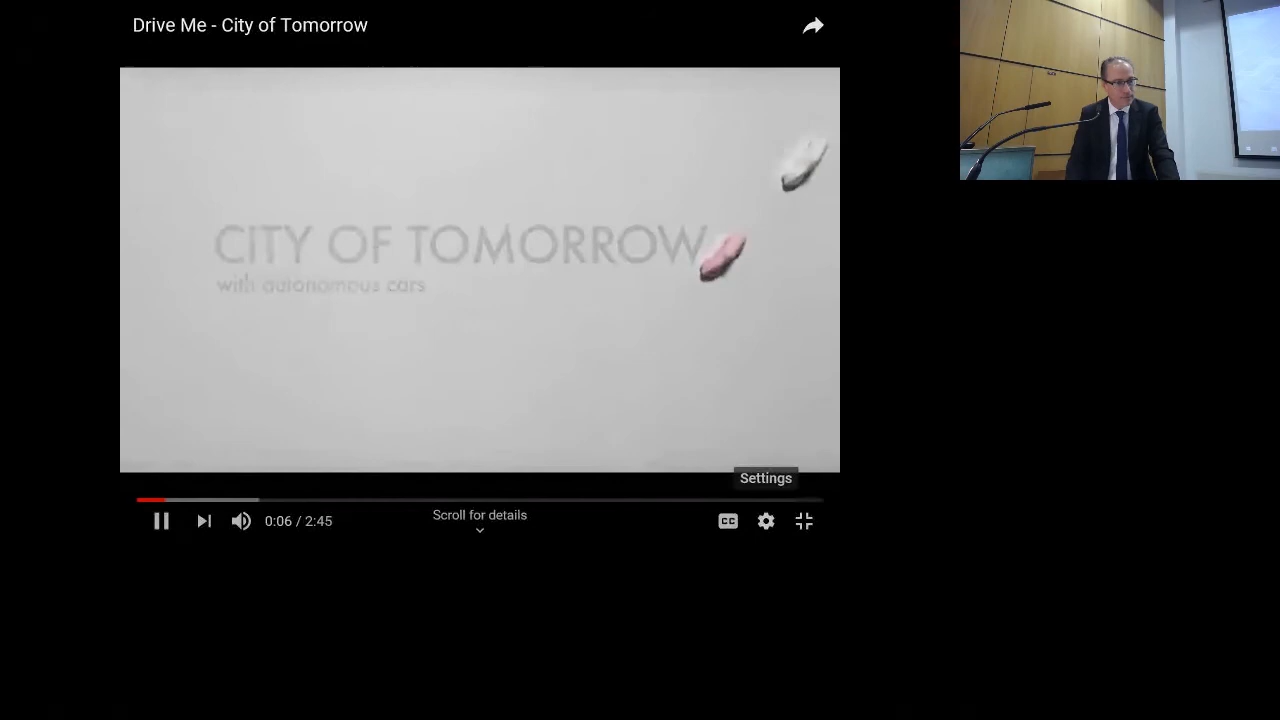 Drive Me - City of Tomorrow
CITY OF TOMORROW
with autonomous cars
Settings
0:06 / 2:45
Scroll for details
CC